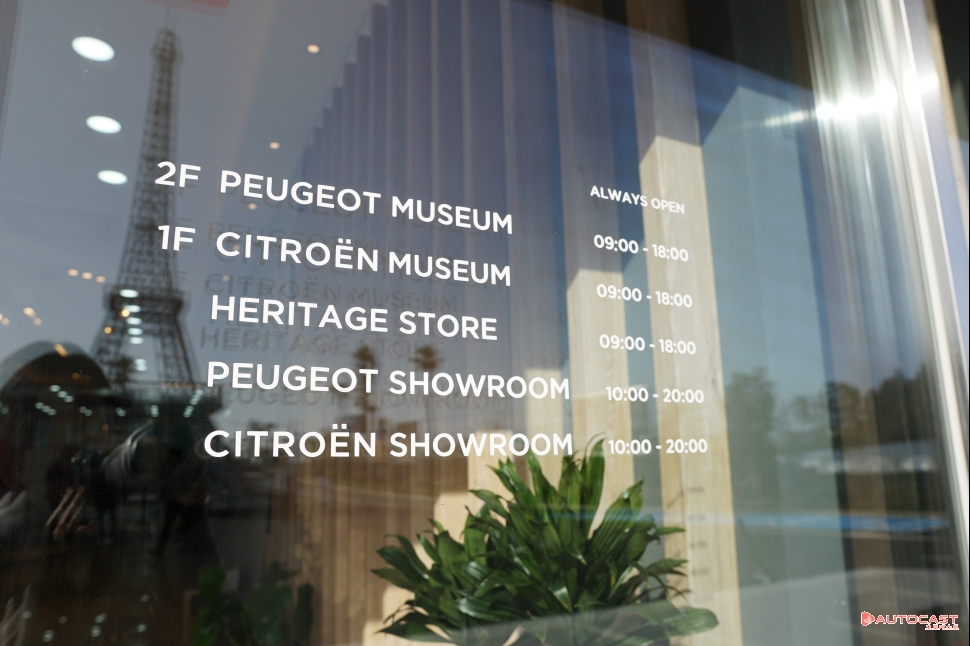 ALWAYS OPEN
2F PEUGEOT MUSEUM 09:00 - 18:00
1F CITROËN MUSEUM 09:00 - 18:00
HERITAGE STORE 09:00 - 18:00
PEUGEOT SHOWROOM 10:00 - 20:00
CITROËN SHOWROOM 10:00 - 20:00
AUTOCAST